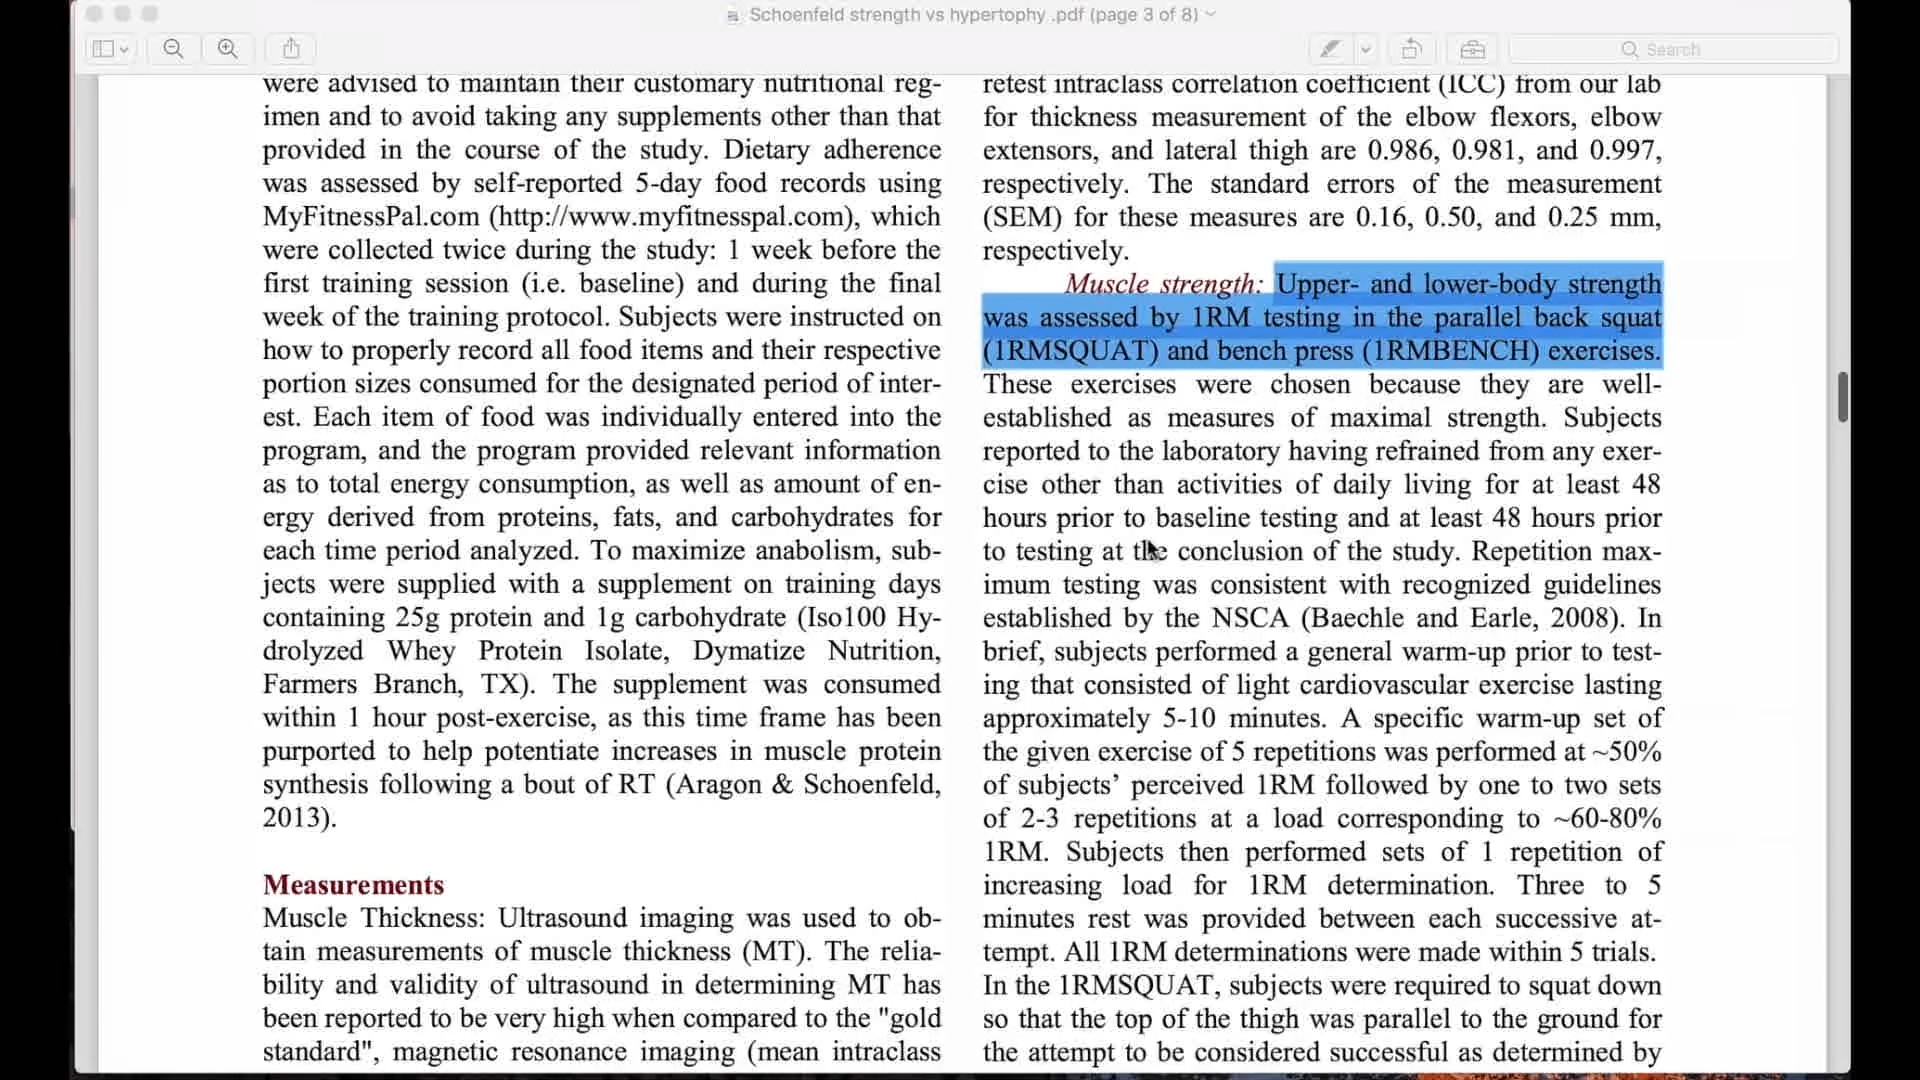 Schoenfeld strength vs hypertophy .pdf (page 3 of 8)
Search
were advised to maintain their customary nutritional reg-
imen and to avoid taking any supplements other than that
provided in the course of the study. Dietary adherence
was assessed by self-reported 5-day food records using
MyFitnessPal.com (http://www.myfitnesspal.com), which
were collected twice during the study: 1 week before the
first training session (i.e. baseline) and during the final
week of the training protocol. Subjects were instructed on
how to properly record all food items and their respective
portion sizes consumed for the designated period of inter-
est. Each item of food was individually entered into the
program, and the program provided relevant information
as to total energy consumption, as well as amount of en-
ergy derived from proteins, fats, and carbohydrates for
each time period analyzed. To maximize anabolism, sub-
jects were supplied with a supplement on training days
containing 25g protein and 1g carbohydrate (Iso100 Hy-
drolyzed Whey Protein Isolate, Dymatize Nutrition,
Farmers Branch, TX). The supplement was consumed
within 1 hour post-exercise, as this time frame has been
purported to help potentiate increases in muscle protein
synthesis following a bout of RT (Aragon & Schoenfeld,
2013).
Measurements
Muscle Thickness: Ultrasound imaging was used to ob-
tain measurements of muscle thickness (MT). The relia-
bility and validity of ultrasound in determining MT has
been reported to be very high when compared to the "gold
standard", magnetic resonance imaging (mean intraclass
retest intraclass correlation coefficient (ICC) from our lab
for thickness measurement of the elbow flexors, elbow
extensors, and lateral thigh are 0.986, 0.981, and 0.997,
respectively. The standard errors of the measurement
(SEM) for these measures are 0.16, 0.50, and 0.25 mm,
respectively.
Muscle strength: Upper- and lower-body strength
was assessed by 1RM testing in the parallel back squat
(1RMSQUAT) and bench press (1RMBENCH) exercises.
These exercises were chosen because they are well-
established as measures of maximal strength. Subjects
reported to the laboratory having refrained from any exer-
cise other than activities of daily living for at least 48
hours prior to baseline testing and at least 48 hours prior
to testing at the conclusion of the study. Repetition max-
imum testing was consistent with recognized guidelines
established by the NSCA (Baechle and Earle, 2008). In
brief, subjects performed a general warm-up prior to test-
ing that consisted of light cardiovascular exercise lasting
approximately 5-10 minutes. A specific warm-up set of
the given exercise of 5 repetitions was performed at ~50%
of subjects’ perceived 1RM followed by one to two sets
of 2-3 repetitions at a load corresponding to ~60-80%
1RM. Subjects then performed sets of 1 repetition of
increasing load for 1RM determination. Three to 5
minutes rest was provided between each successive at-
tempt. All 1RM determinations were made within 5 trials.
In the 1RMSQUAT, subjects were required to squat down
so that the top of the thigh was parallel to the ground for
the attempt to be considered successful as determined by